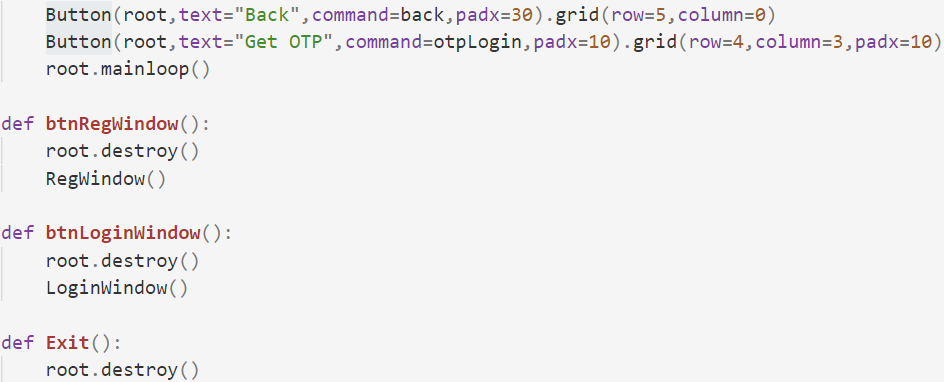 Button(root,text="Back",command=back,padx=30).grid(row=5,column=0)
Button(root,text="Get OTP",command=otpLogin,padx=10).grid(row=4,column=3,padx=10)
root.mainloop()
def btnRegWindow():
root.destroy()
RegWindow()
def btnLoginWindow():
root.destroy()
LoginWindow()
def Exit():
root.destroy()